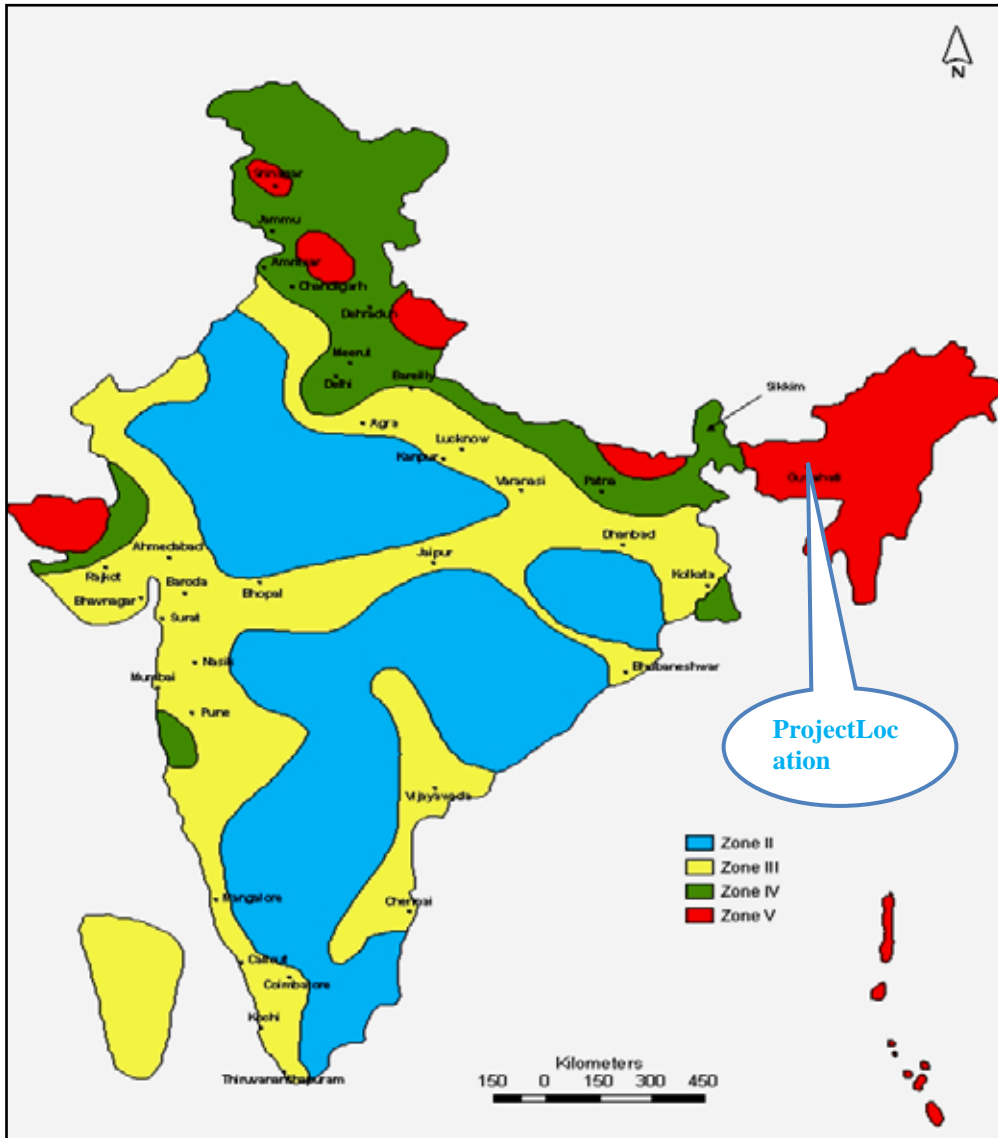 N
Srinagar
Jammu
Amritsar
Chandigarh
Dehradun
Meerut
Delhi
Bareilly
Sikkim
Agra
Lucknow
Kanpur
Guwahati
Varanasi
Patna
Dhanbad
Ahmedabad
Jaipur
Rajkot
Baroda
Bhopal
Kolkata
Bhavnagar
Surat
Nasik
Bhubaneshwar
Mumbai
Pune
ProjectLoc
ation
Vijayawada
Zone II
Zone III
Zone IV
Zone V
Mangalore
Chennai
Calicut
Coimbatore
Kochi
Thiruvananthapuram
Kilometers
150 0 150 300 450